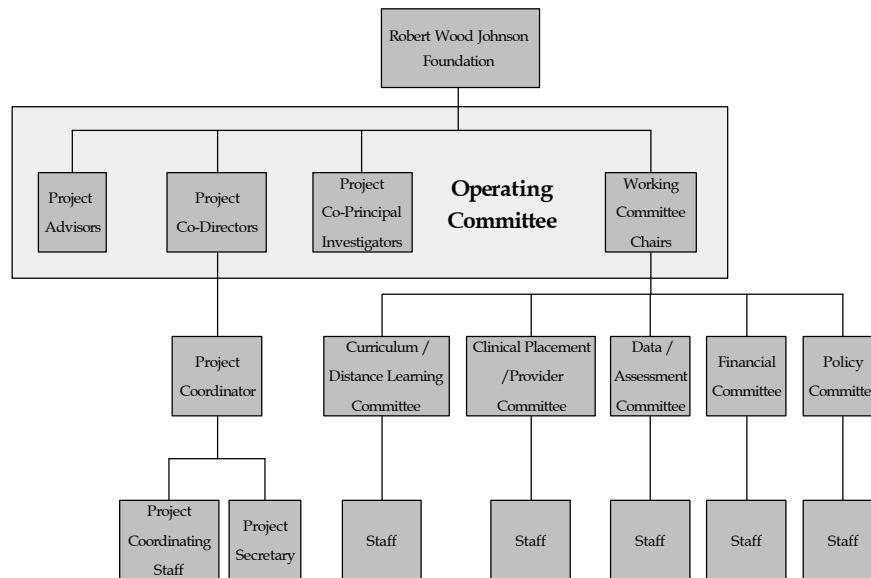 Robert Wood Johnson
Foundation
Project
Advisors
Project
Co-Directors
Project
Co-Principal
Investigators
Operating
Committee
Working
Committee
Chairs
Project
Coordinator
Curriculum /
Distance Learning
Committee
Clinical Placement
/Provider
Committee
Data /
Assessment
Committee
Financial
Committee
Policy
Committe
Project
Coordinating
Staff
Project
Secretary
Staff
Staff
Staff
Staff
Staff